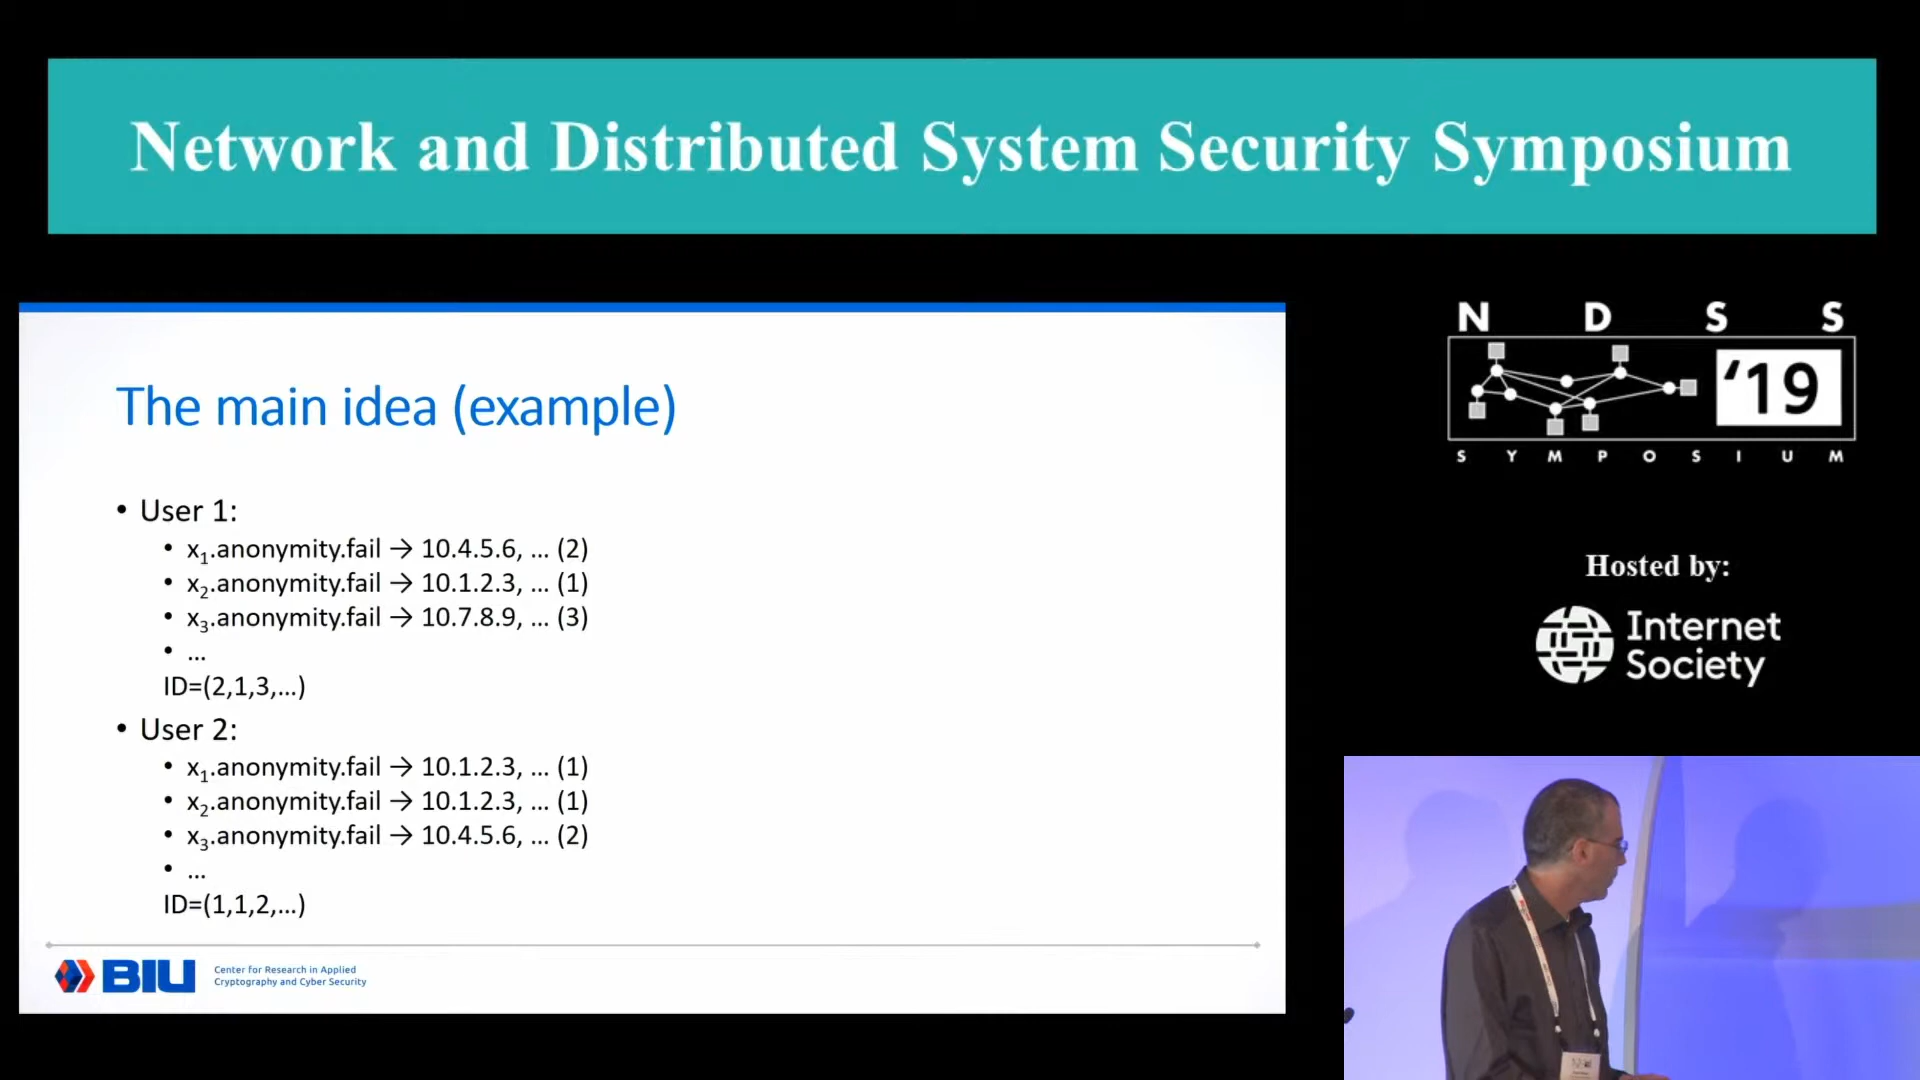 Network and Distributed System Security Symposium
The main idea (example)
• User 1:
• x₁.anonymity.fail → 10.4.5.6, ... (2)
• x₂.anonymity.fail → 10.1.2.3, ... (1)
• x₃.anonymity.fail → 10.7.8.9, ... (3)
• ...
ID=(2,1,3,...)
• User 2:
• x₁.anonymity.fail → 10.1.2.3, ... (1)
• x₂.anonymity.fail → 10.1.2.3, ... (1)
• x₃.anonymity.fail → 10.4.5.6, ... (2)
• ...
ID=(1,1,2,...)
BIU
Center for Research in Applied
Cryptography and Cyber Security
N D S S
'19
S Y M P O S I U M
Hosted by:
Internet
Society